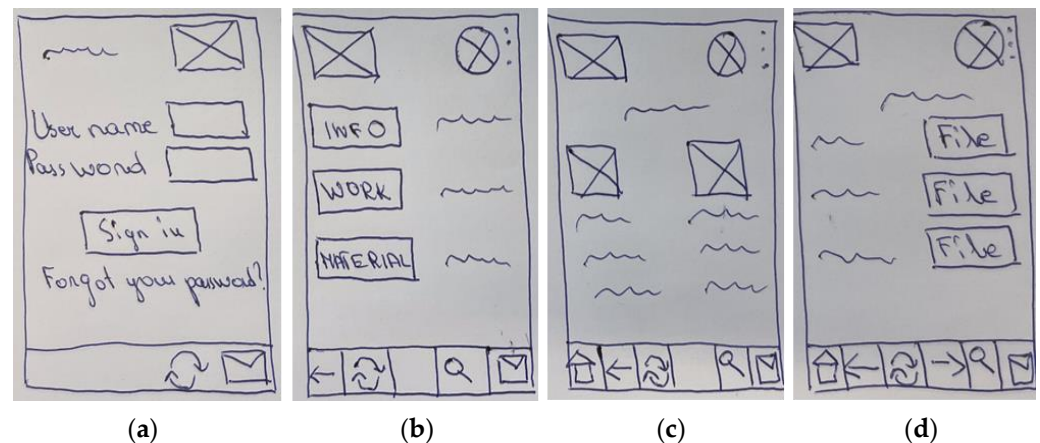 User name
Password
Sign in
Forgot your password?
INFO
WORK
MATERIAL
File
File
File
(a)
(b)
(c)
(d)